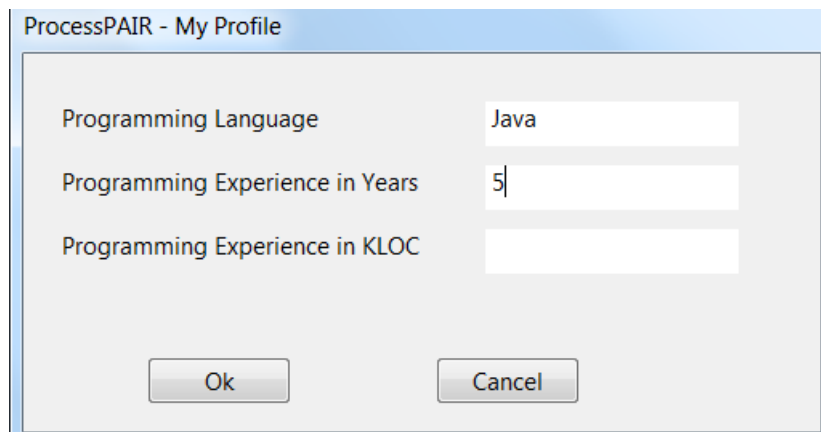 ProcessPAIR - My Profile
Programming Language Java
Programming Experience in Years 5
Programming Experience in KLOC
Ok Cancel